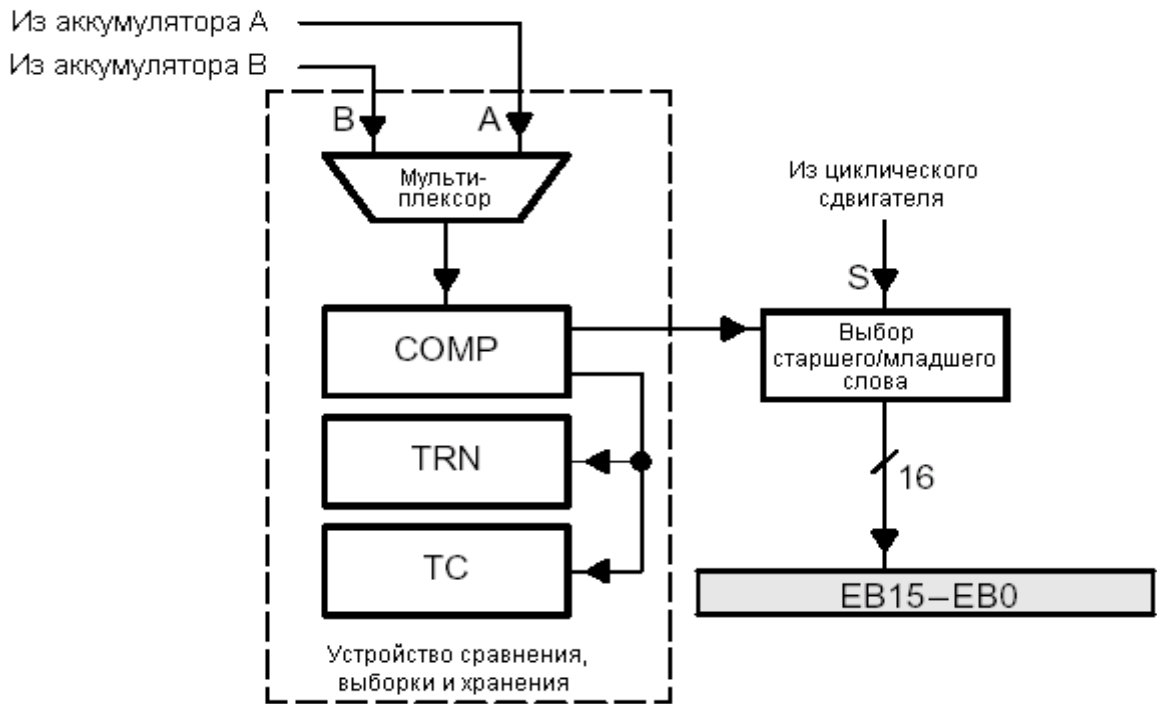 Из аккумулятора А
Из аккумулятора В
B
A
Мульти-
плексор
Из циклического
сдвигателя
S
COMP
Выбор
старшего/младшего
слова
TRN
16
TC
EB15–EB0
Устройство сравнения,
выборки и хранения